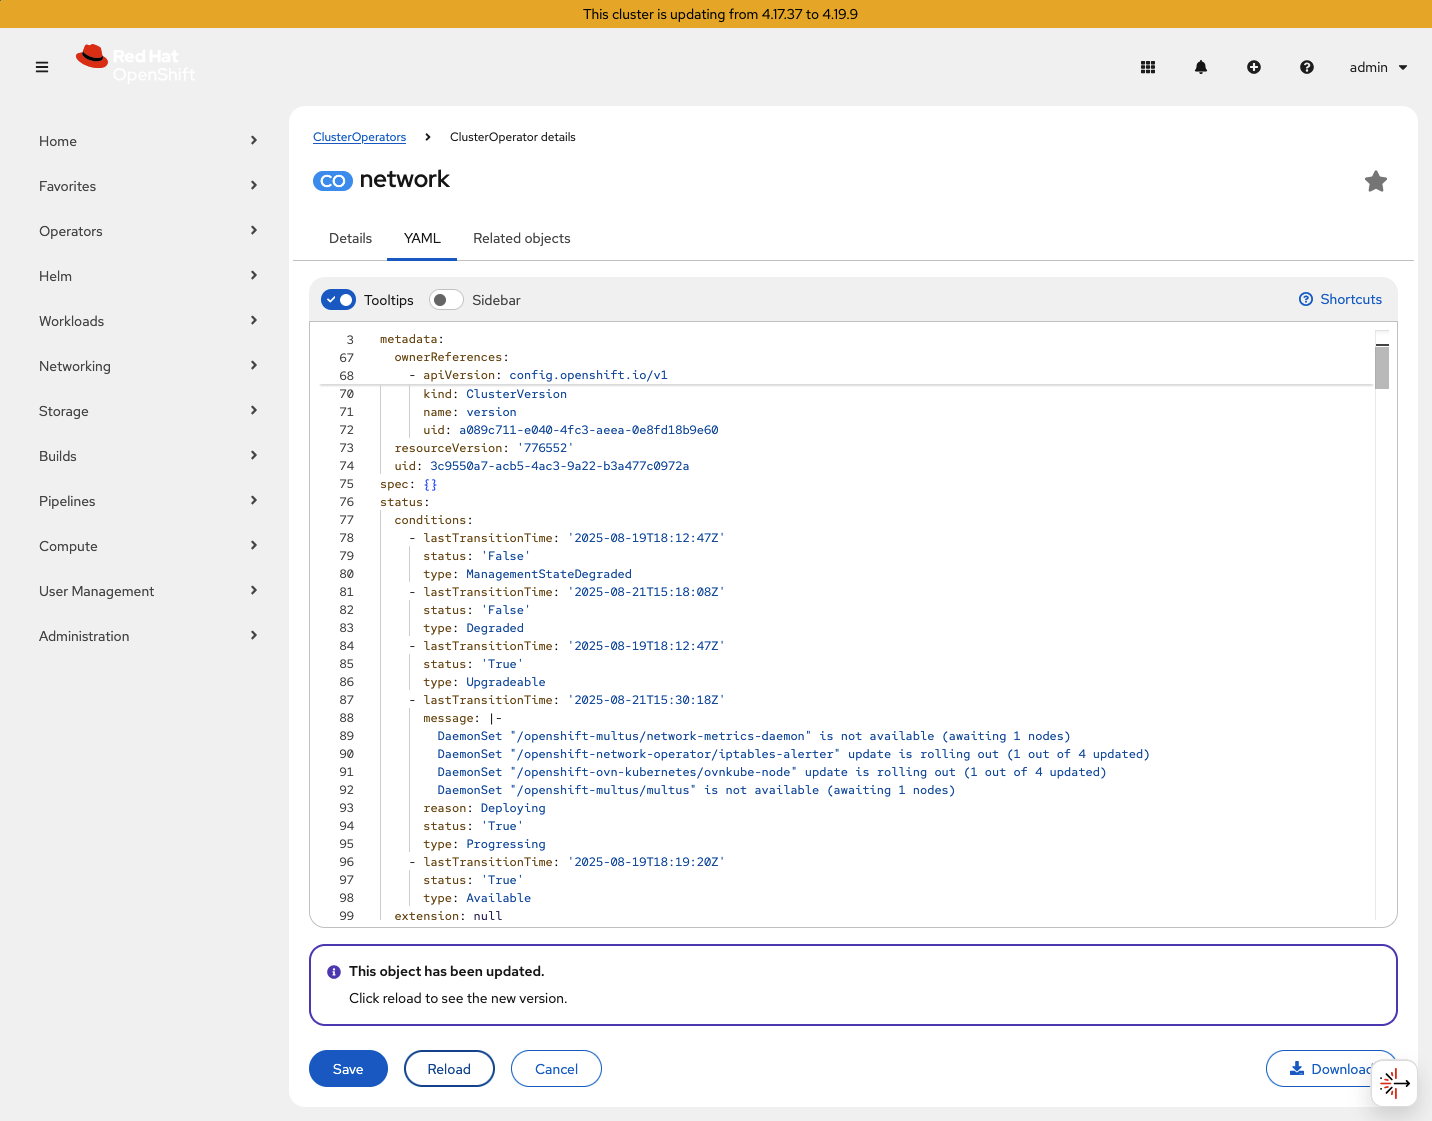 This cluster is updating from 4.17.37 to 4.19.9
Red Hat
OpenShift
admin
Home
Favorites
Operators
Helm
Workloads
Networking
Storage
Builds
Pipelines
Compute
User Management
Administration
ClusterOperators
ClusterOperator details
CO network
Details
YAML
Related objects
Tooltips
Sidebar
Shortcuts
3 metadata:
67 ownerReferences:
68 - apiVersion: config.openshift.io/v1
70 kind: ClusterVersion
71 name: version
72 uid: a089c711-e040-4fc3-aeea-0e8fd18b9e60
73 resourceVersion: '776552'
74 uid: 3c9550a7-acb5-4ac3-9a22-b3a477c0972a
75 spec: {}
76 status:
77 conditions:
78 - lastTransitionTime: '2025-08-19T18:12:47Z'
79 status: 'False'
80 type: ManagementStateDegraded
81 - lastTransitionTime: '2025-08-21T15:18:08Z'
82 status: 'False'
83 type: Degraded
84 - lastTransitionTime: '2025-08-19T18:12:47Z'
85 status: 'True'
86 type: Upgradeable
87 - lastTransitionTime: '2025-08-21T15:30:18Z'
88 message: |-
89 DaemonSet "/openshift-multus/network-metrics-daemon" is not available (awaiting 1 nodes)
90 DaemonSet "/openshift-network-operator/iptables-alerter" update is rolling out (1 out of 4 updated)
91 DaemonSet "/openshift-ovn-kubernetes/ovnkube-node" update is rolling out (1 out of 4 updated)
92 DaemonSet "/openshift-multus/multus" is not available (awaiting 1 nodes)
93 reason: Deploying
94 status: 'True'
95 type: Progressing
96 - lastTransitionTime: '2025-08-19T18:19:20Z'
97 status: 'True'
98 type: Available
99 extension: null
This object has been updated.
Click reload to see the new version.
Save
Reload
Cancel
Download